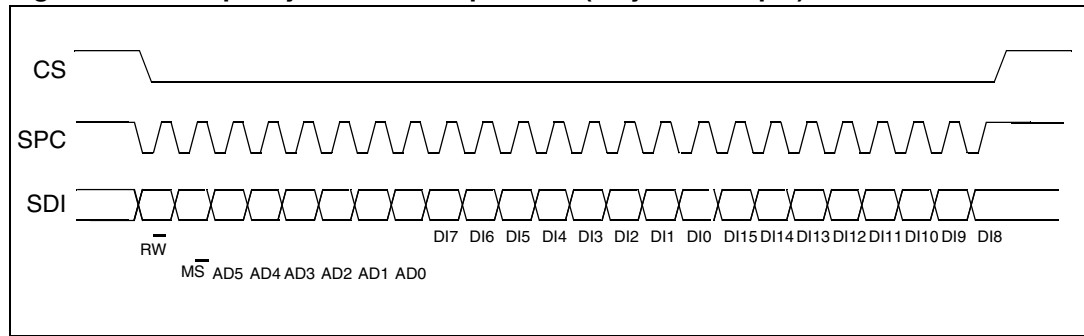 CS
SPC
SDI
DI7 DI6 DI5 DI4 DI3 DI2 DI1 DI0 DI15 DI14 DI13 DI12 DI11 DI10 DI9 DI8
RW̅
MS̅ AD5 AD4 AD3 AD2 AD1 AD0